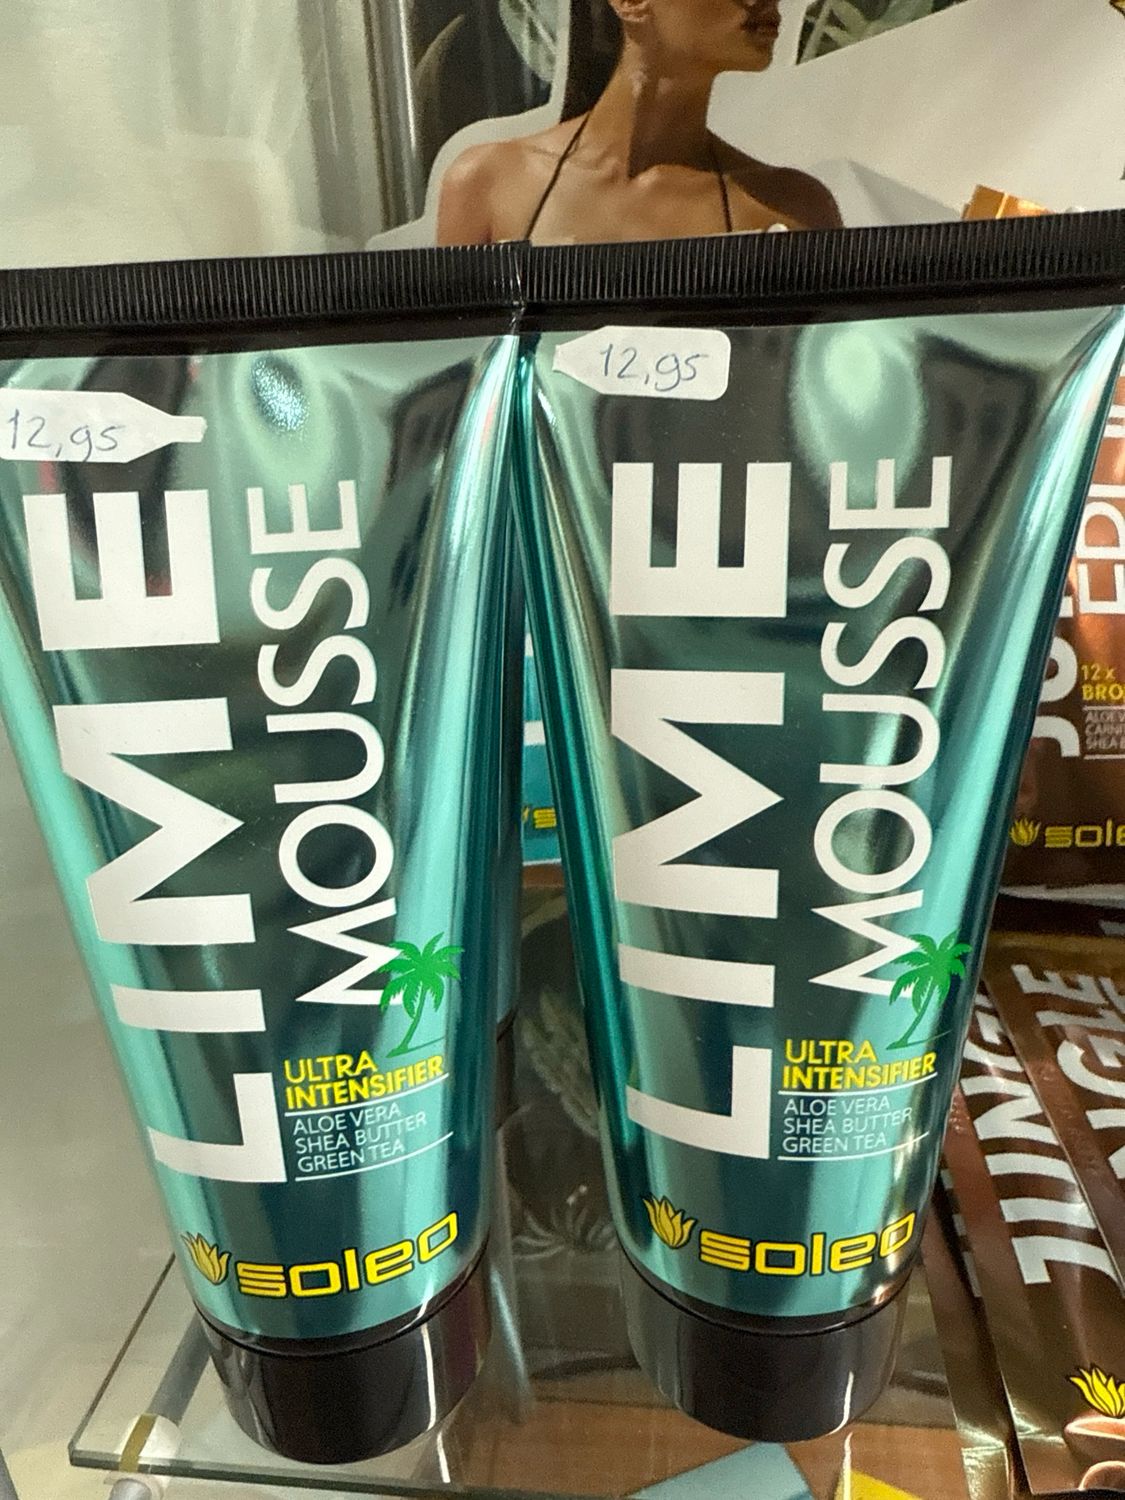 12,95
LIME
MOUSSE
ULTRA
INTENSIFIER
ALOE VERA
SHEA BUTTER
GREEN TEA
soleo
12,95
LIME
MOUSSE
ULTRA
INTENSIFIER
ALOE VERA
SHEA BUTTER
GREEN TEA
soleo
12x
JUNGLE